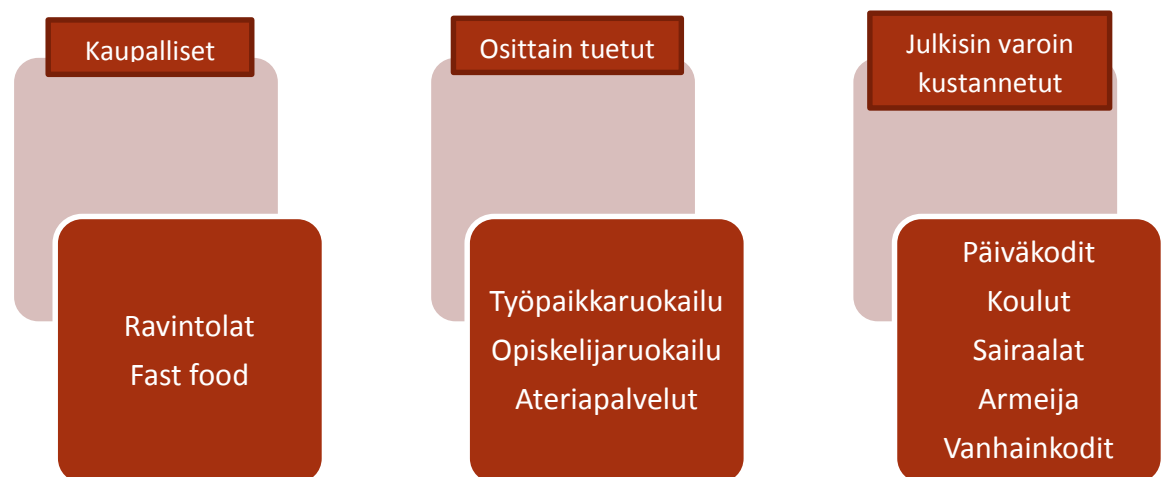 Kaupalliset
Ravintolat
Fast food
Osittain tuetut
Työpaikkaruokailu
Opiskelijaruokailu
Ateriapalvelut
Julkisin varoin
kustannetut
Päiväkodit
Koulut
Sairaalat
Armeija
Vanhainkodit